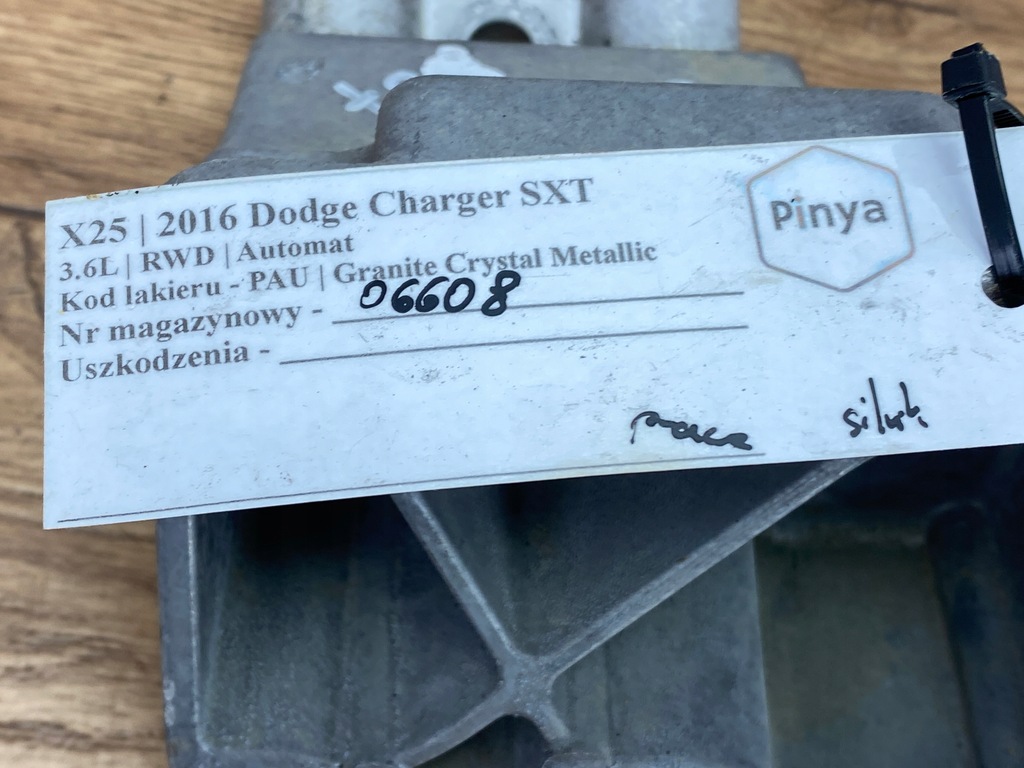 X25 | 2016 Dodge Charger SXT
3.6L | RWD | Automat
Kod lakieru - PAU | Granite Crystal Metallic
Nr magazynowy - 06608
Uszkodzenia -
Pinya